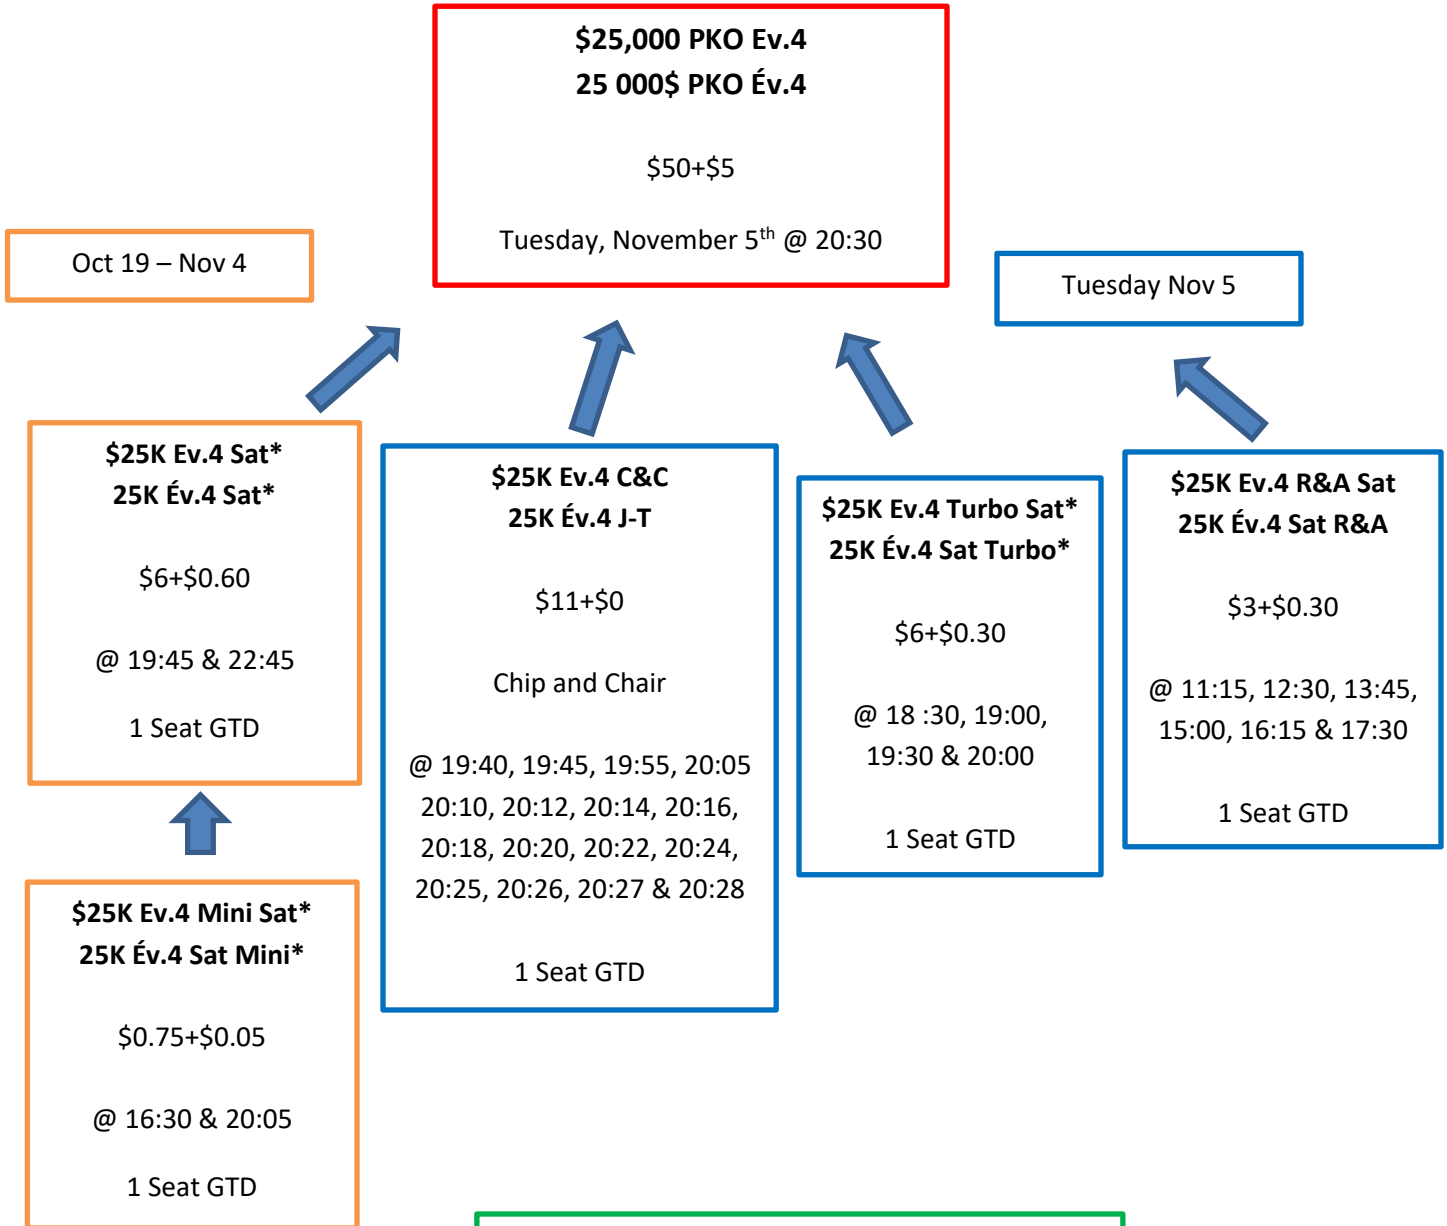 $25,000 PKO Ev.4
25 000$ PKO Év.4
$50+$5
Tuesday, November 5th @ 20:30
Oct 19 – Nov 4
Tuesday Nov 5
$25K Ev.4 Sat*
25K Év.4 Sat*
$6+$0.60
@ 19:45 & 22:45
1 Seat GTD
$25K Ev.4 C&C
25K Év.4 J-T
$11+$0
Chip and Chair
@ 19:40, 19:45, 19:55, 20:05
20:10, 20:12, 20:14, 20:16,
20:18, 20:20, 20:22, 20:24,
20:25, 20:26, 20:27 & 20:28
1 Seat GTD
$25K Ev.4 Turbo Sat*
25K Év.4 Sat Turbo*
$6+$0.30
@ 18 :30, 19:00,
19:30 & 20:00
1 Seat GTD
$25K Ev.4 R&A Sat
25K Év.4 Sat R&A
$3+$0.30
@ 11:15, 12:30, 13:45,
15:00, 16:15 & 17:30
1 Seat GTD
$25K Ev.4 Mini Sat*
25K Év.4 Sat Mini*
$0.75+$0.05
@ 16:30 & 20:05
1 Seat GTD